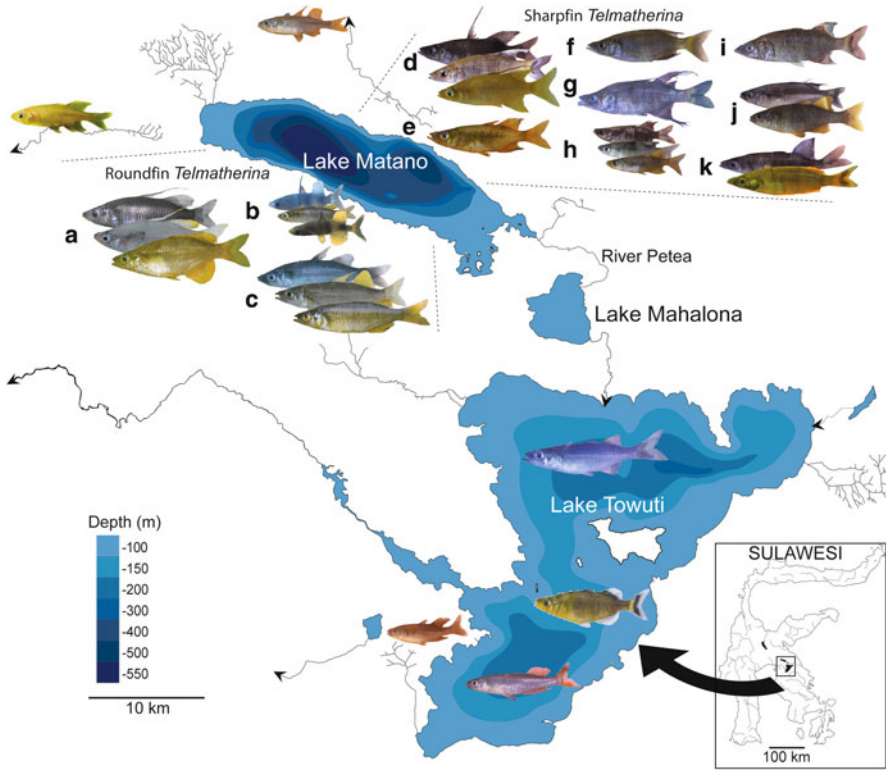 Sharpfin Telmatherina
d
f
i
g
e
h
j
k
Lake Matano
Roundfin Telmatherina
a
b
c
River Petea
Lake Mahalona
Lake Towuti
Depth (m)
-100
-150
-200
-300
-400
-500
-550
10 km
SULAWESI
100 km